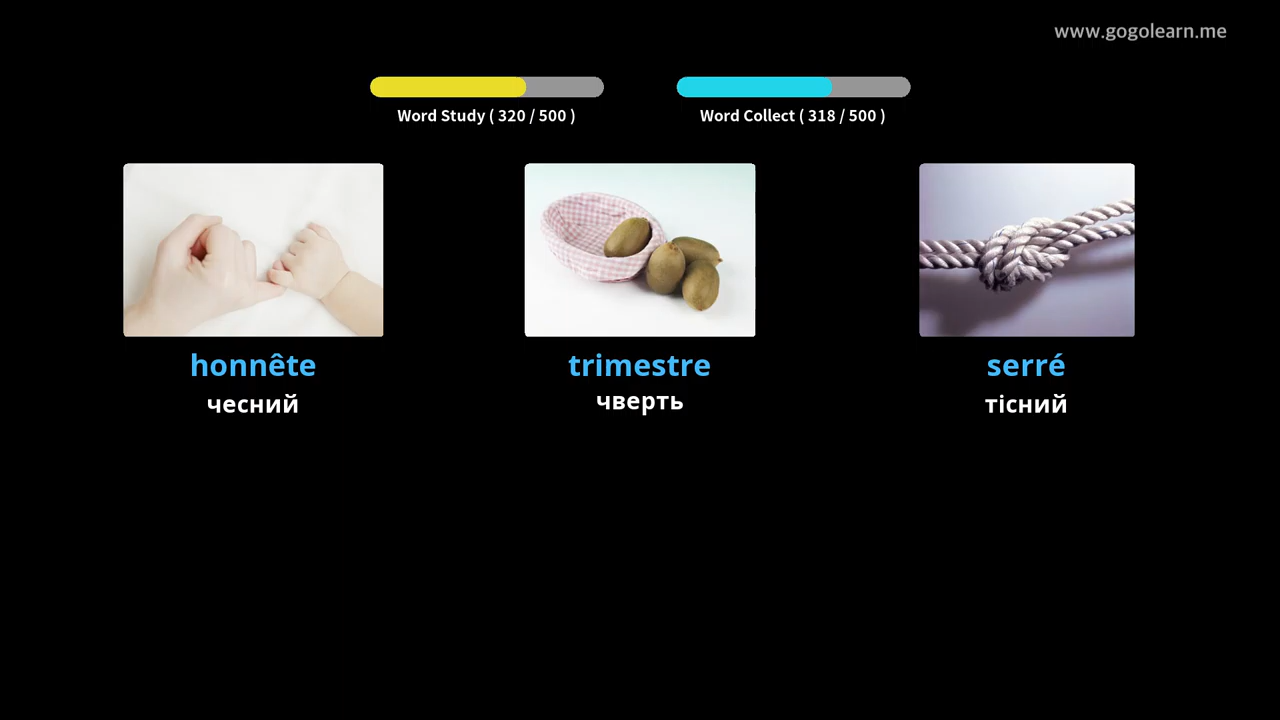 www.gogolearn.me
Word Study ( 320 / 500 )
Word Collect ( 318 / 500 )
honnête
чесний
trimestre
чверть
serré
тісний